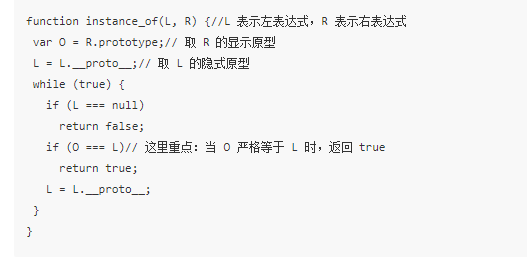 function instance_of(L, R) {//L 表示左表达式，R 表示右表达式
var O = R.prototype;// 取 R 的显示原型
L = L.__proto__;// 取 L 的隐式原型
while (true) {
if (L === null)
return false;
if (O === L)// 这里重点：当 O 严格等于 L 时，返回 true
return true;
L = L.__proto__;
}
}